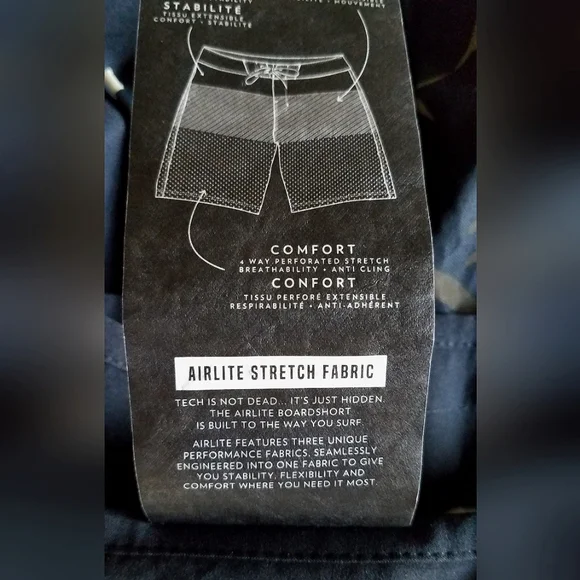 STABILITÉ
TISSU EXTENSIBLE
CONFORT • STABILITÉ
MOUVEMENT
COMFORT
4 WAY PERFORATED STRETCH
BREATHABILITY • ANTI CLING
CONFORT
TISSU PERFORÉ EXTENSIBLE
RESPIRABILITÉ • ANTI-ADHÉRENT
AIRLITE STRETCH FABRIC
TECH IS NOT DEAD... IT'S JUST HIDDEN
THE AIRLITE BOARDSHORT
IS BUILT TO THE WAY YOU SURF.
AIRLITE FEATURES THREE UNIQUE
PERFORMANCE FABRICS, SEAMLESSLY
ENGINEERED INTO ONE FABRIC TO GIVE
YOU STABILITY, FLEXIBILITY AND
COMFORT WHERE YOU NEED IT MOST.